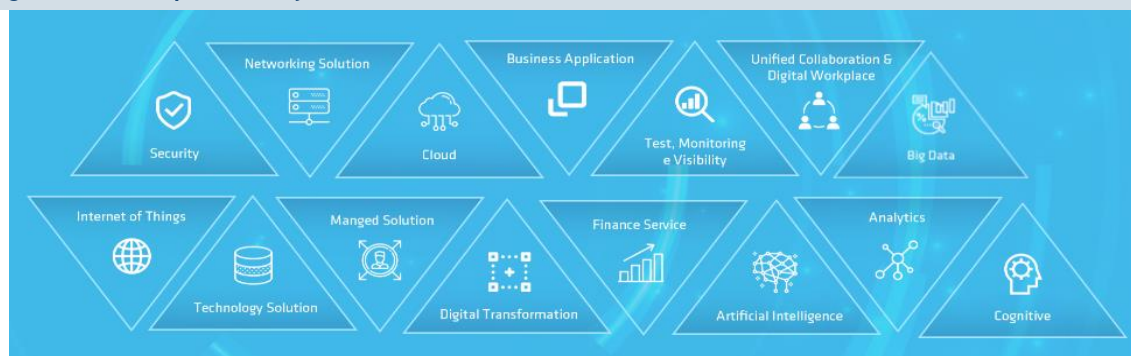 Security
Networking Solution
Cloud
Business Application
Test, Monitoring
e Visibility
Unified Collaboration &
Digital Workplace
Big Data
Internet of Things
Technology Solution
Manged Solution
Digital Transformation
Finance Service
Artificial Intelligence
Analytics
Cognitive